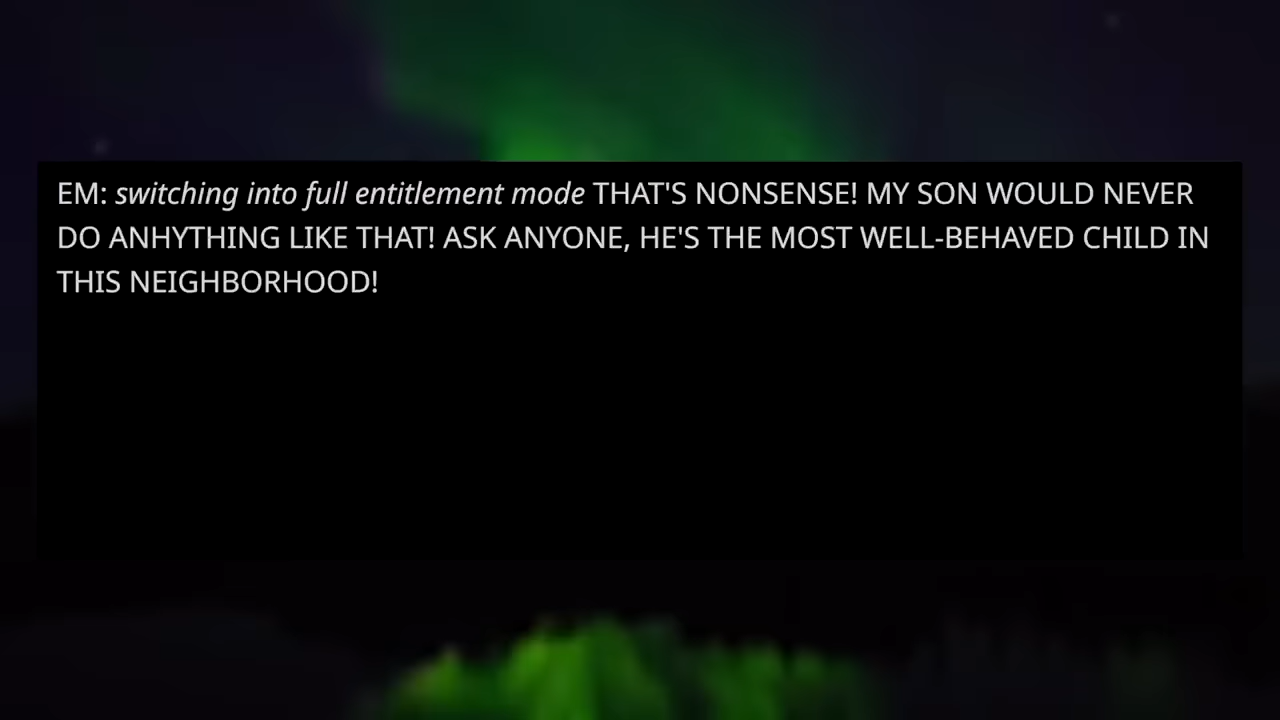 EM: switching into full entitlement mode THAT'S NONSENSE! MY SON WOULD NEVER
DO ANHYTHING LIKE THAT! ASK ANYONE, HE'S THE MOST WELL-BEHAVED CHILD IN
THIS NEIGHBORHOOD!